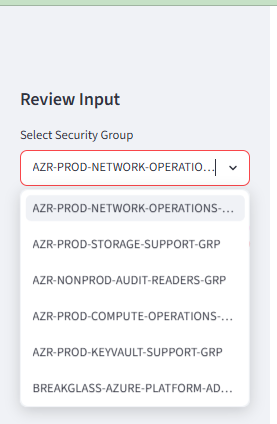 Review Input
Select Security Group
AZR-PROD-NETWORK-OPERATIO...
AZR-PROD-NETWORK-OPERATIONS-...
AZR-PROD-STORAGE-SUPPORT-GRP
AZR-NONPROD-AUDIT-READERS-GRP
AZR-PROD-COMPUTE-OPERATIONS-...
AZR-PROD-KEYVAULT-SUPPORT-GRP
BREAKGLASS-AZURE-PLATFORM-AD...